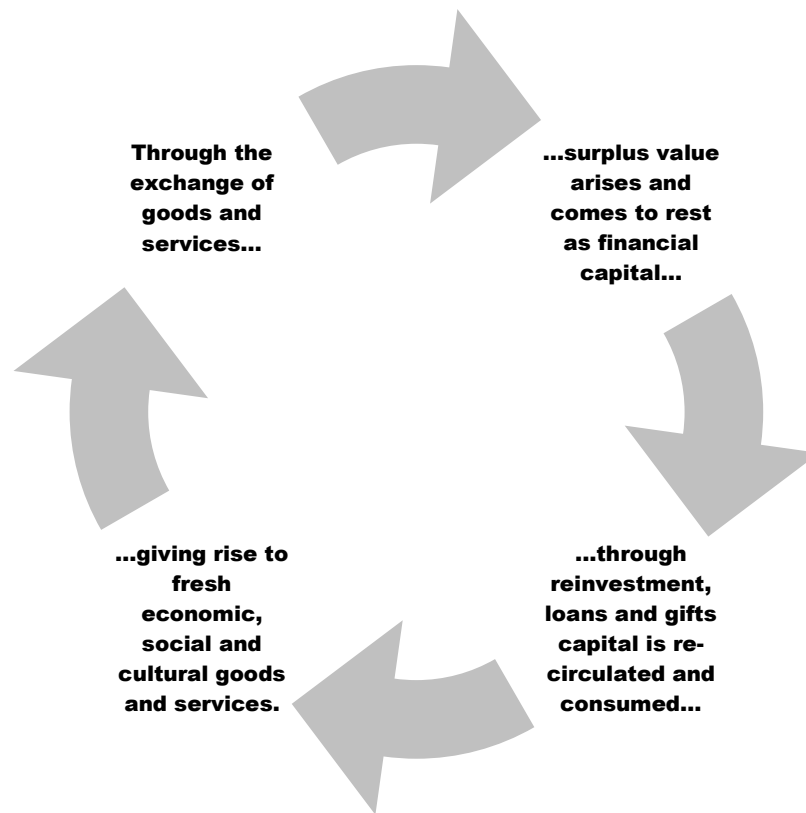 Through the
exchange of
goods and
services...
...surplus value
arises and
comes to rest
as financial
capital...
...through
reinvestment,
loans and gifts
capital is re-
circulated and
consumed...
...giving rise to
fresh
economic,
social and
cultural goods
and services.